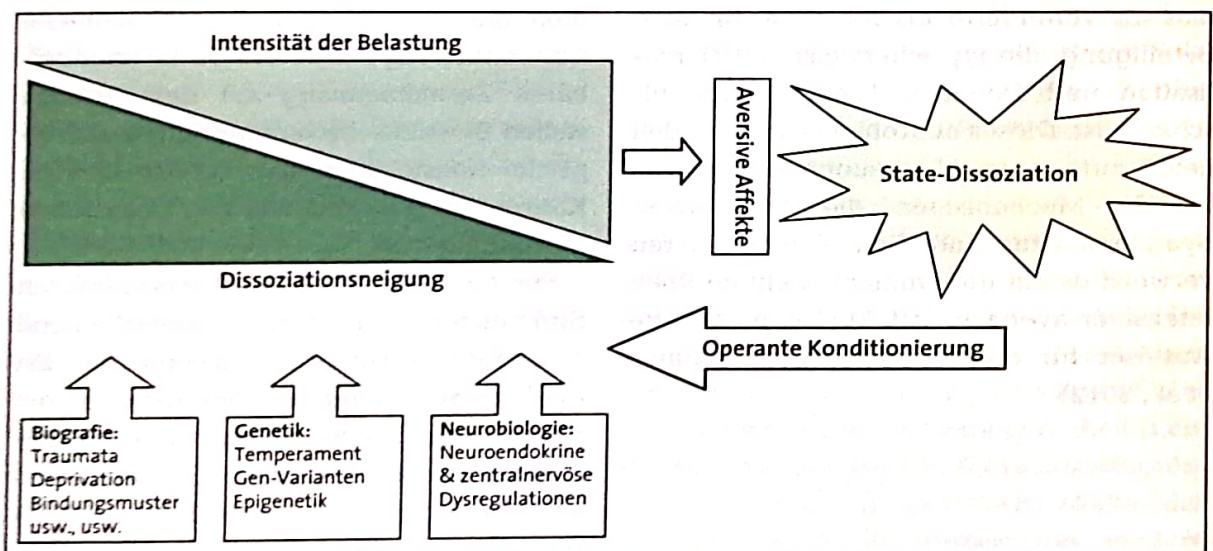 Intensität der Belastung
Dissoziationsneigung
Aversive Affekte
State-Dissoziation
Operante Konditionierung
Biografie:
Traumata
Deprivation
Bindungsmuster
usw., usw.
Genetik:
Temperament
Gen-Varianten
Epigenetik
Neurobiologie:
Neuroendokrine
& zentralnervöse
Dysregulationen